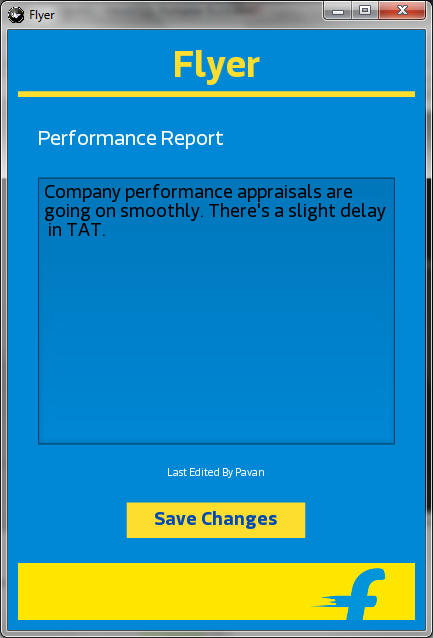 Flyer
Flyer
Performance Report
Company performance appraisals are
going on smoothly. There's a slight delay
in TAT.
Last Edited By Pavan
Save Changes
f